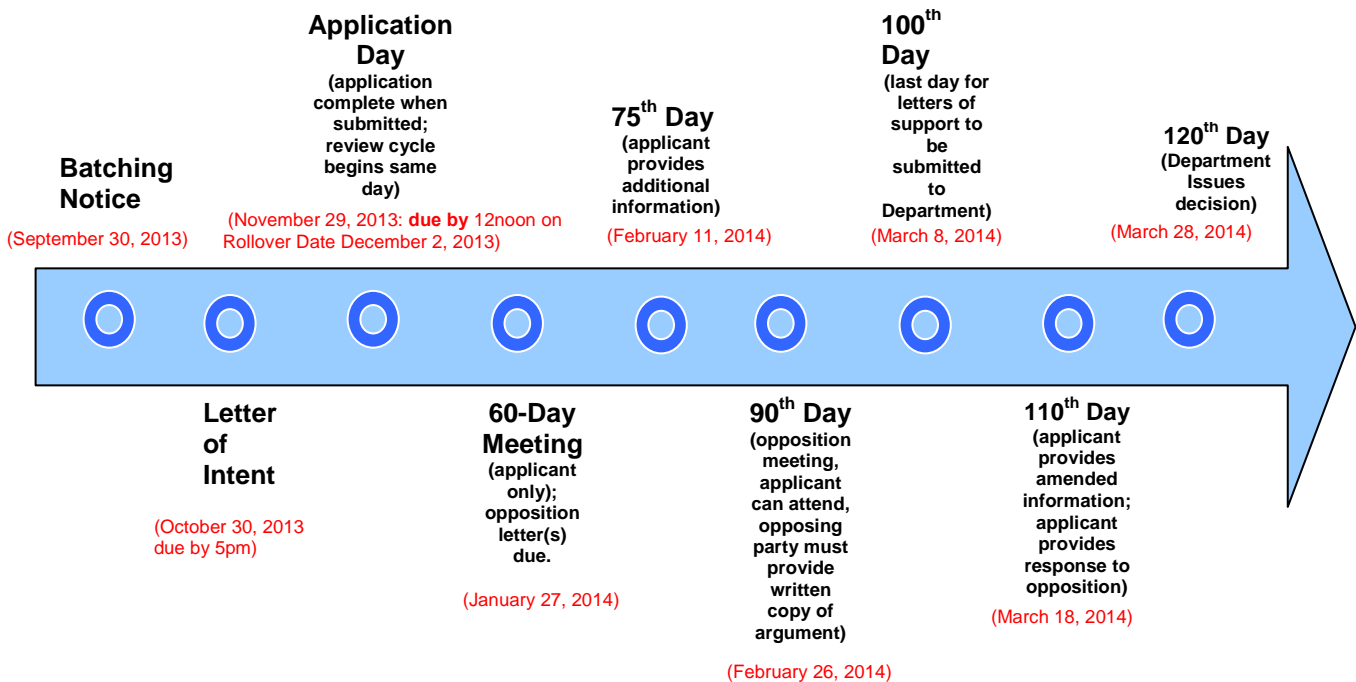 Batching
Notice
(September 30, 2013)
Letter
of
Intent
(October 30, 2013
due by 5pm)
Application
Day
(application
complete when
submitted;
review cycle
begins same
day)
(November 29, 2013: due by 12noon on
Rollover Date December 2, 2013)
60-Day
Meeting
(applicant
only);
opposition
letter(s)
due.
(January 27, 2014)
75th Day
(applicant
provides
additional
information)
(February 11, 2014)
90th Day
(opposition
meeting,
applicant
can attend,
opposing
party must
provide
written
copy of
argument)
(February 26, 2014)
100th
Day
(last day for
letters of
support to
be
submitted
to
Department)
(March 8, 2014)
110th Day
(applicant
provides
amended
information;
applicant
provides
response to
opposition)
(March 18, 2014)
120th Day
(Department
Issues
decision)
(March 28, 2014)